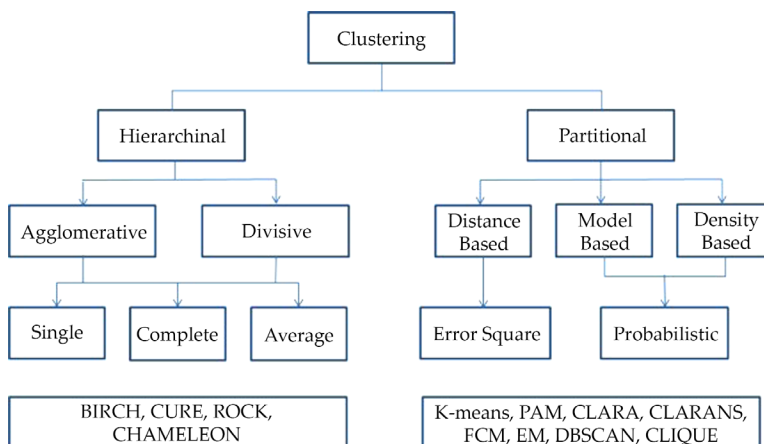 Clustering
Hierarchinal
Partitional
Agglomerative
Divisive
Distance
Based
Model
Based
Density
Based
Single
Complete
Average
Error Square
Probabilistic
BIRCH, CURE, ROCK,
CHAMELEON
K-means, PAM, CLARA, CLARANS,
FCM, EM, DBSCAN, CLIQUE